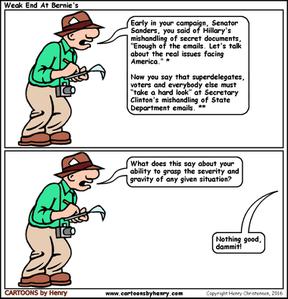 Weak End At Bernie's
Early in your campaign, Senator
Sanders, you said of Hillary's
mishandling of secret documents,
"Enough of the emails. Let's talk
about the real issues facing
America." *
Now you say that superdelegates,
voters and everybody else must
"take a hard look" at Secretary
Clinton's mishandling of State
Department emails. **
What does this say about your
ability to grasp the severity and
gravity of any given situation?
Nothing good,
dammit!
CARTOONS by Henry
www.cartoonsbyhenry.com
Copyright Henry Christensen, 2016